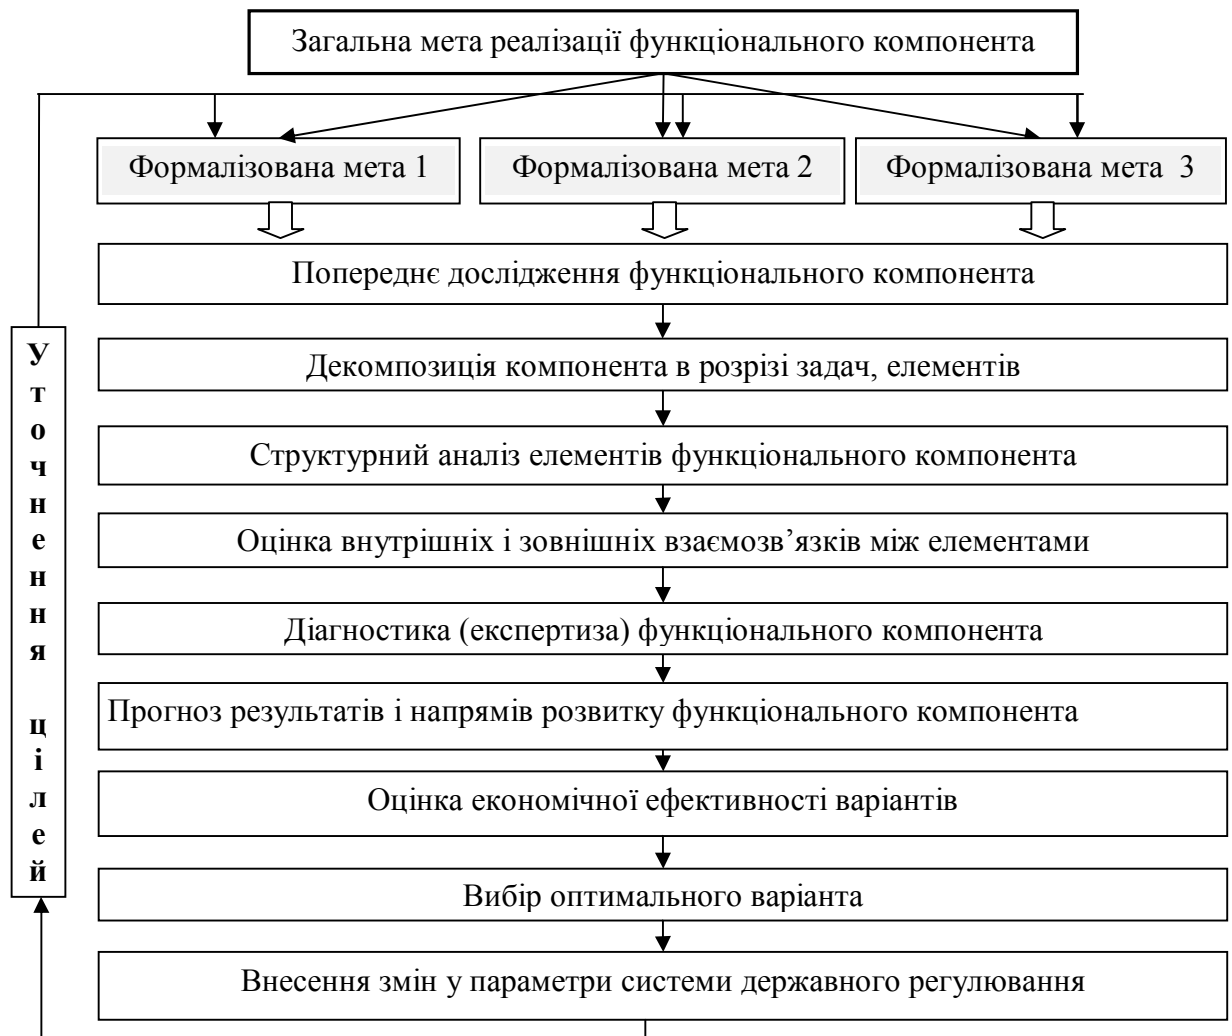 Загальна мета реалізації функціонального компонента
Формалізована мета 1
Формалізована мета 2
Формалізована мета 3
Попереднє дослідження функціонального компонента
Декомпозиція компонента в розрізі задач, елементів
Структурний аналіз елементів функціонального компонента
Оцінка внутрішніх і зовнішніх взаємозв’язків між елементами
Діагностика (експертиза) функціонального компонента
Прогноз результатів і напрямів розвитку функціонального компонента
Оцінка економічної ефективності варіантів
Вибір оптимального варіанта
Внесення змін у параметри системи державного регулювання
Уточнення цілей